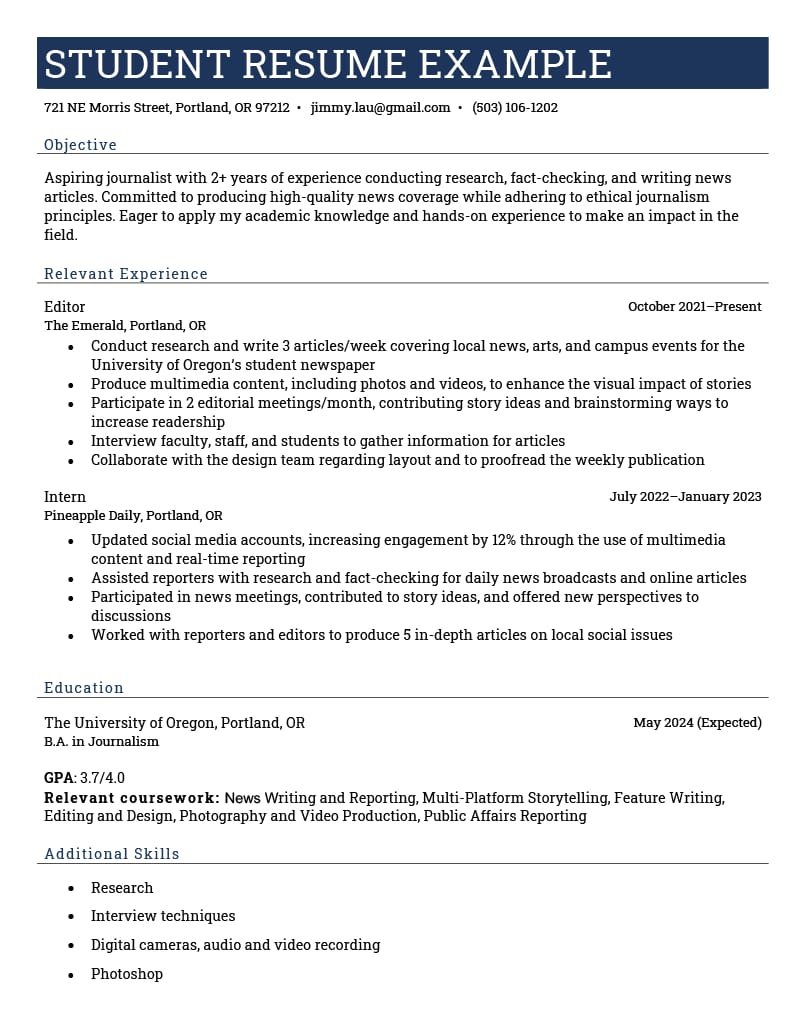 STUDENT RESUME EXAMPLE
721 NE Morris Street, Portland, OR 97212 • jimmy.lau@gmail.com • (503) 106-1202
Objective
Aspiring journalist with 2+ years of experience conducting research, fact-checking, and writing news
articles. Committed to producing high-quality news coverage while adhering to ethical journalism
principles. Eager to apply my academic knowledge and hands-on experience to make an impact in the
field.
Relevant Experience
Editor October 2021–Present
The Emerald, Portland, OR
• Conduct research and write 3 articles/week covering local news, arts, and campus events for the
University of Oregon's student newspaper
• Produce multimedia content, including photos and videos, to enhance the visual impact of stories
• Participate in 2 editorial meetings/month, contributing story ideas and brainstorming ways to
increase readership
• Interview faculty, staff, and students to gather information for articles
• Collaborate with the design team regarding layout and to proofread the weekly publication
Intern July 2022–January 2023
Pineapple Daily, Portland, OR
• Updated social media accounts, increasing engagement by 12% through the use of multimedia
content and real-time reporting
• Assisted reporters with research and fact-checking for daily news broadcasts and online articles
• Participated in news meetings, contributed to story ideas, and offered new perspectives to
discussions
• Worked with reporters and editors to produce 5 in-depth articles on local social issues
Education
The University of Oregon, Portland, OR May 2024 (Expected)
B.A. in Journalism
GPA: 3.7/4.0
Relevant coursework: News Writing and Reporting, Multi-Platform Storytelling, Feature Writing,
Editing and Design, Photography and Video Production, Public Affairs Reporting
Additional Skills
• Research
• Interview techniques
• Digital cameras, audio and video recording
• Photoshop